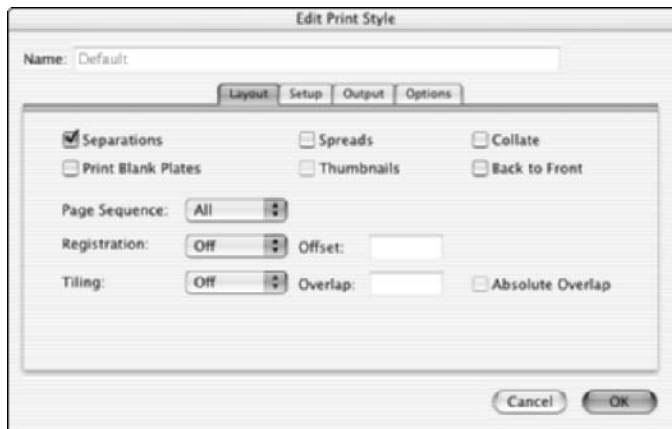 Edit Print Style
Name: Default
Layout Setup Output Options
Separations Spreads Collate
Print Blank Plates Thumbnails Back to Front
Page Sequence: All
Registration: Off Offset:
Tiling: Off Overlap: Absolute Overlap
Cancel OK